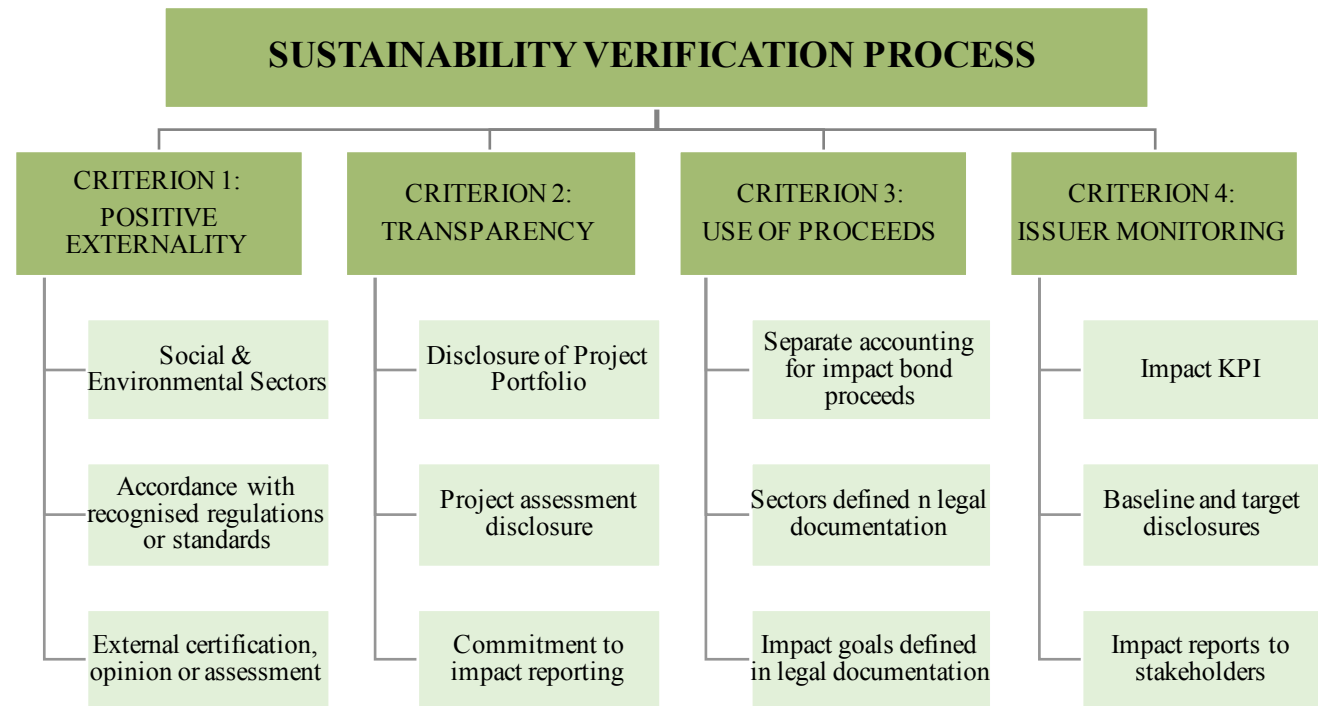 SUSTAINABILITY VERIFICATION PROCESS
CRITERION 1:
POSITIVE
EXTERNALITY
Social &
Environmental Sectors
Accordance with
recognised regulations
or standards
External certification,
opinion or assessment
CRITERION 2:
TRANSPARENCY
Disclosure of Project
Portfolio
Project assessment
disclosure
Commitment to
impact reporting
CRITERION 3:
USE OF PROCEEDS
Separate accounting
for impact bond
proceeds
Sectors defined n legal
documentation
Impact goals defined
in legal documentation
CRITERION 4:
ISSUER MONITORING
Impact KPI
Baseline and target
disclosures
Impact reports to
stakeholders